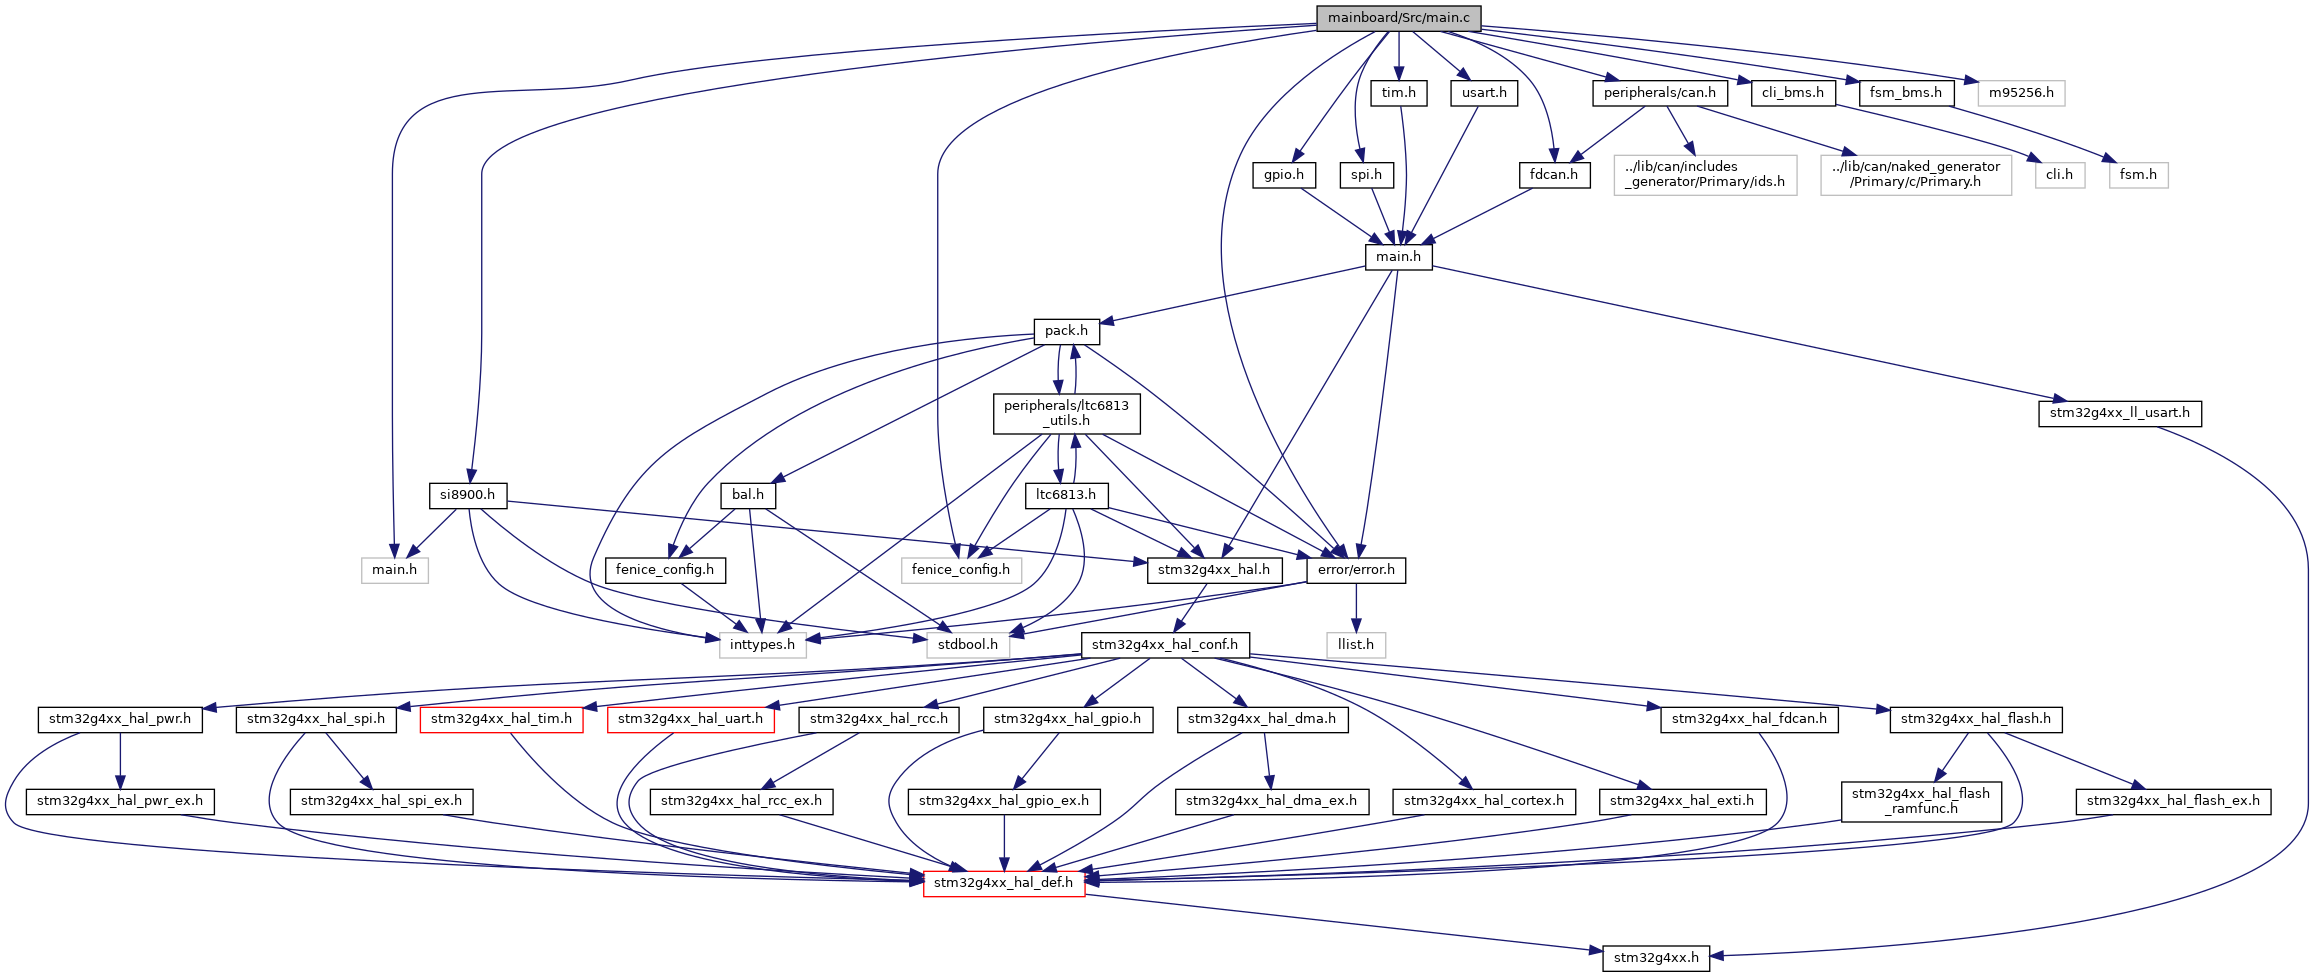 mainboard/Src/main.c
tim.h
usart.h
peripherals/can.h
cli_bms.h
fsm_bms.h
m95256.h
gpio.h
spi.h
fdcan.h
../lib/can/includes
_generator/Primary/ids.h
../lib/can/naked_generator
/Primary/c/Primary.h
cli.h
fsm.h
main.h
pack.h
peripherals/ltc6813
_utils.h
stm32g4xx_ll_usart.h
si8900.h
bal.h
ltc6813.h
main.h
fenice_config.h
fenice_config.h
stm32g4xx_hal.h
error/error.h
inttypes.h
stdbool.h
stm32g4xx_hal_conf.h
llist.h
stm32g4xx_hal_pwr.h
stm32g4xx_hal_spi.h
stm32g4xx_hal_tim.h
stm32g4xx_hal_uart.h
stm32g4xx_hal_rcc.h
stm32g4xx_hal_gpio.h
stm32g4xx_hal_dma.h
stm32g4xx_hal_fdcan.h
stm32g4xx_hal_flash.h
stm32g4xx_hal_pwr_ex.h
stm32g4xx_hal_spi_ex.h
stm32g4xx_hal_rcc_ex.h
stm32g4xx_hal_gpio_ex.h
stm32g4xx_hal_dma_ex.h
stm32g4xx_hal_cortex.h
stm32g4xx_hal_exti.h
stm32g4xx_hal_flash
_ramfunc.h
stm32g4xx_hal_flash_ex.h
stm32g4xx_hal_def.h
stm32g4xx.h